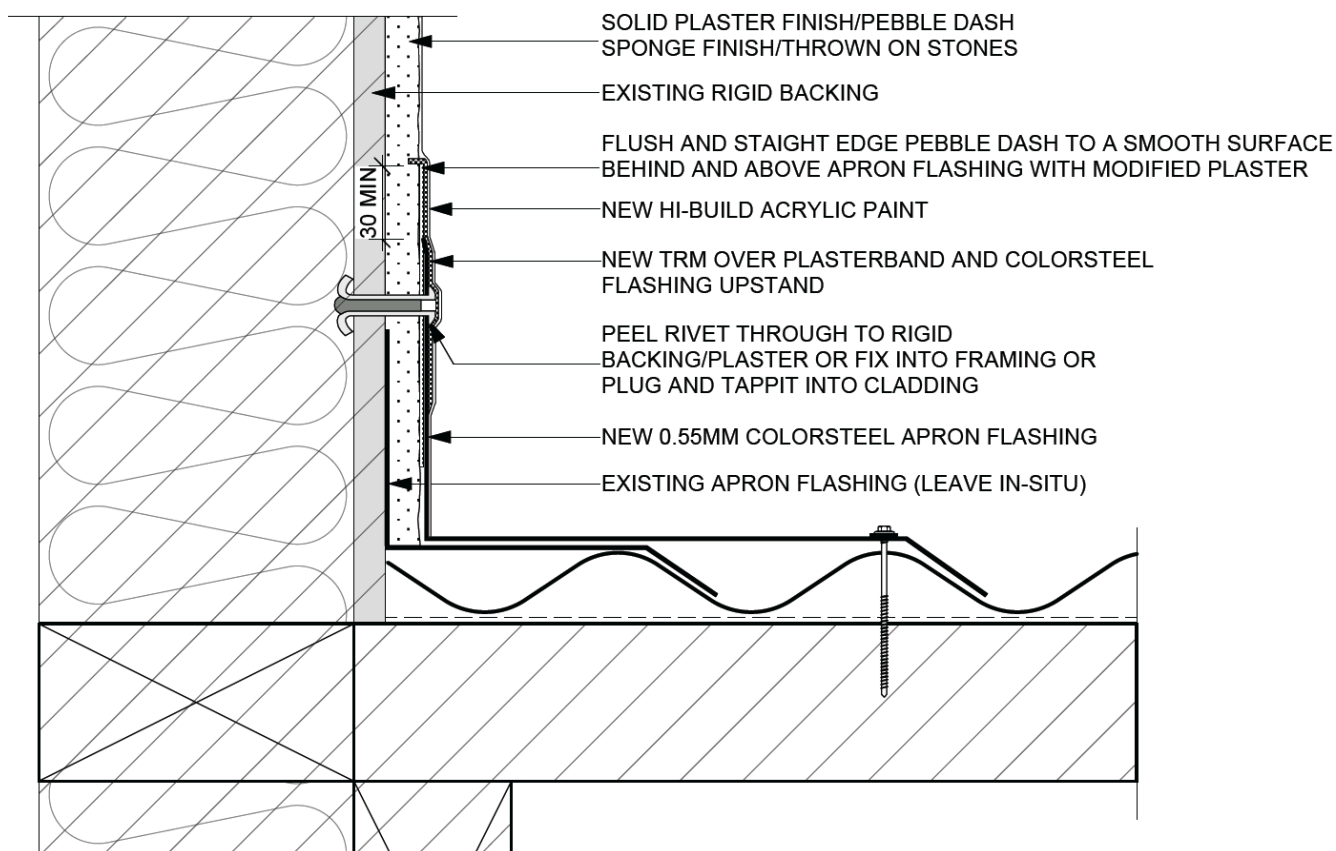 SOLID PLASTER FINISH/PEBBLE DASH
SPONGE FINISH/THROWN ON STONES
EXISTING RIGID BACKING
FLUSH AND STAIGHT EDGE PEBBLE DASH TO A SMOOTH SURFACE
BEHIND AND ABOVE APRON FLASHING WITH MODIFIED PLASTER
30 MIN
NEW HI-BUILD ACRYLIC PAINT
NEW TRM OVER PLASTERBAND AND COLORSTEEL
FLASHING UPSTAND
PEEL RIVET THROUGH TO RIGID
BACKING/PLASTER OR FIX INTO FRAMING OR
PLUG AND TAPPIT INTO CLADDING
NEW 0.55MM COLORSTEEL APRON FLASHING
EXISTING APRON FLASHING (LEAVE IN-SITU)